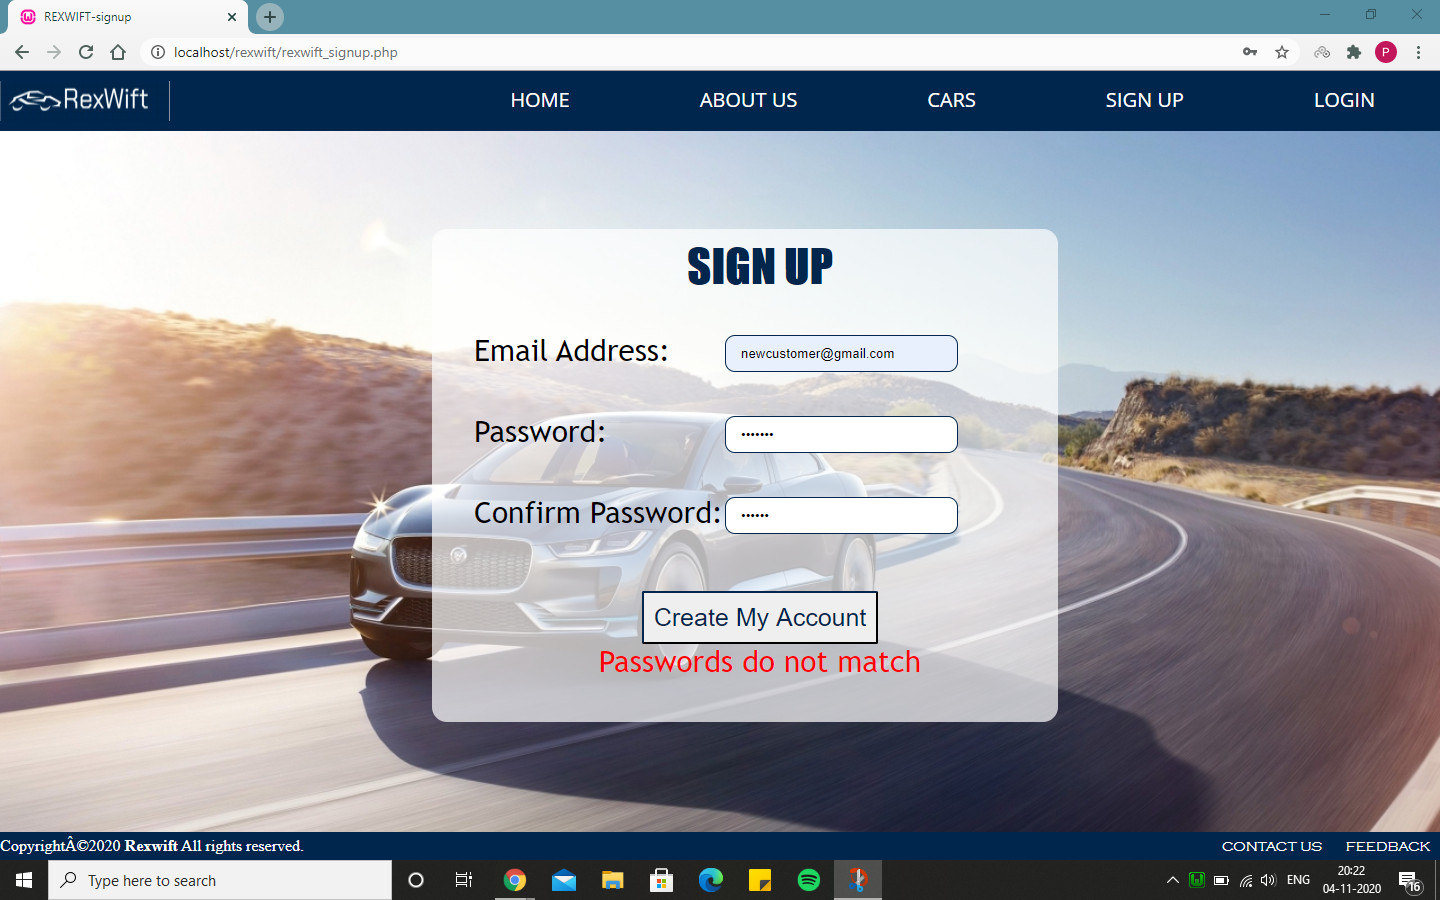 REXWIFT-signup
localhost/rexwift/rexwift_signup.php
P
RexWift
HOME ABOUT US CARS SIGN UP LOGIN
SIGN UP
Email Address: newcustomer@gmail.com
Password: •••••••
Confirm Password: ••••••
Create My Account
Passwords do not match
CopyrightÂ©2020 Rexwift All rights reserved. CONTACT US FEEDBACK
Type here to search
ENG
20:22
04-11-2020
16